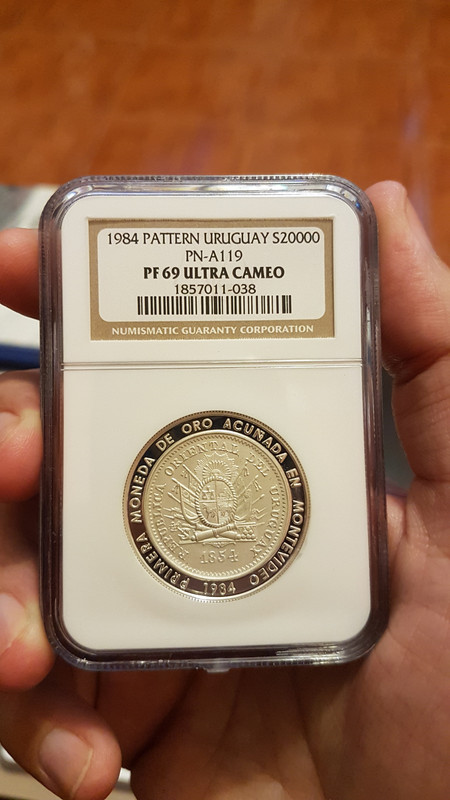 1984 PATTERN URUGUAY S20000
PN-A119
PF 69 ULTRA CAMEO
1857011-038
NUMISMATIC GUARANTY CORPORATION
PRIMERA MONEDA DE ORO ACUÑADA EN MONTEVIDEO
1984
REPUBLICA ORIENTAL DEL URUGUAY
1854